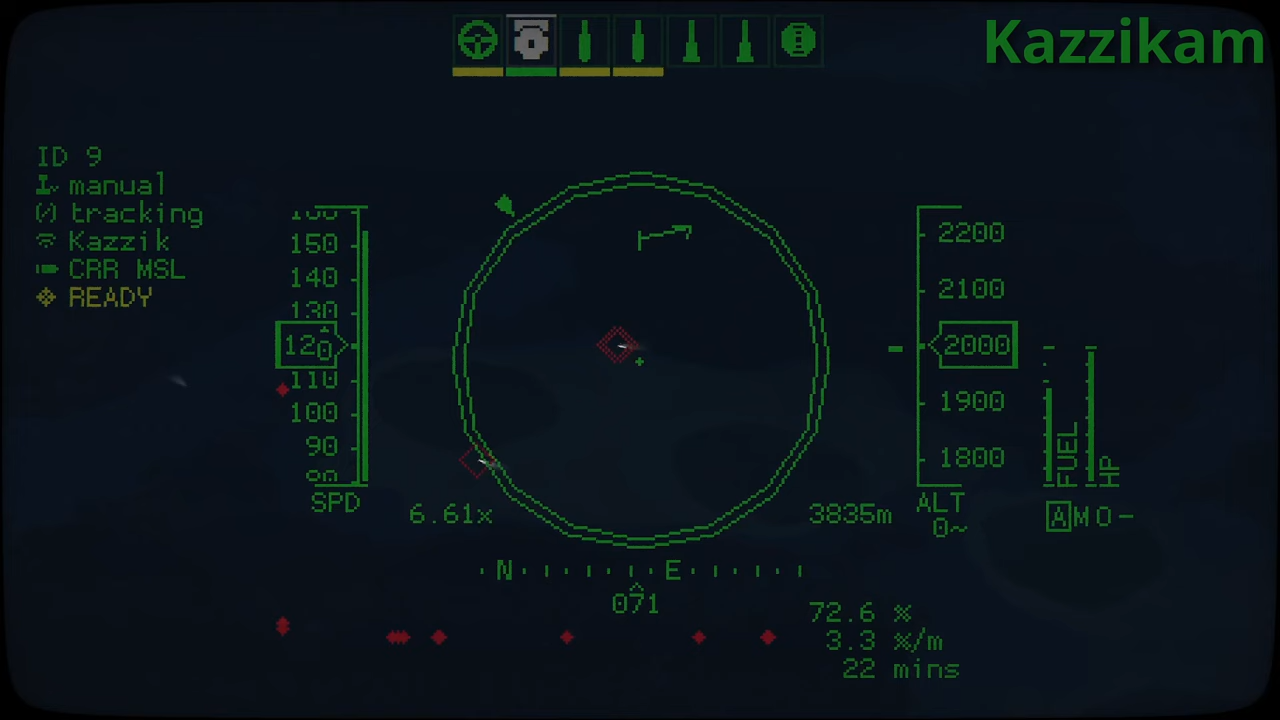 Kazzikam
ID 9
manual
tracking
Kazzik
CRR MSL
READY
150
140
130
120
110
100
90
SPD
6.61x
2200
2100
2000
1900
1800
ALT
0~
3835m
FUEL
HP
A M O -
N E
071
72.6 %
3.3 %/m
22 mins